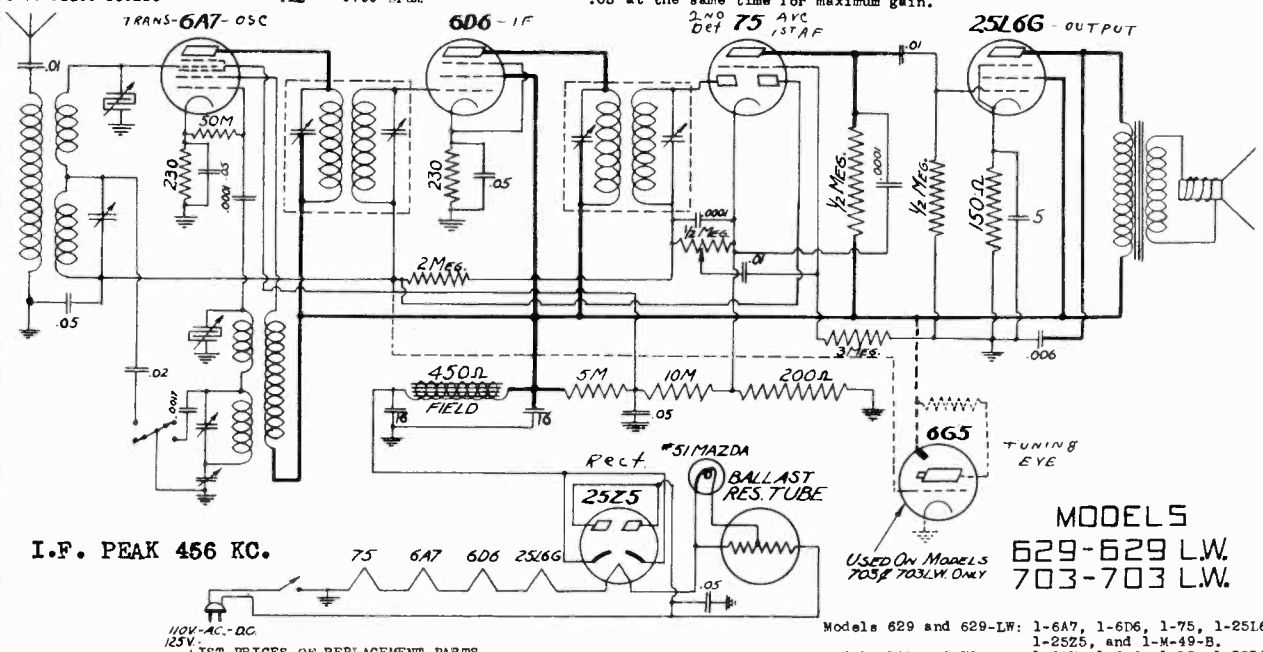 .05 at the same time for maximum gain.
TRANS-6A7-OSC
6D6-IF
2ND Det 75 AVC 1ST AF
25L6G-OUTPUT
.01
.01
50M
230
.05
.0001
230
.05
.0001
1/2 MEG.
.01
1/2 MEG.
.0001
1/2 MEG.
150Ω
5
2 MEG.
.05
3 MEG.
.006
.02
.0017
450Ω
FIELD
16
16
5M
10M
200Ω
.05
6G5
TUNING
EYE
Rect.
25Z5
#51 MAZDA
BALLAST
RES. TUBE
USED ON MODELS
703 & 703LW. ONLY
MODELS
629-629 L.W.
703-703 L.W.
I.F. PEAK 456 KC.
75 6A7 6D6 25L6G
.05
110V.-A.C.-D.C.
125V.
LIST PRICES OF REPLACEMENT PARTS
Models 629 and 629-LW: 1-6A7, 1-6D6, 1-75, 1-25L6
1-25Z5, and 1-M-49-B.